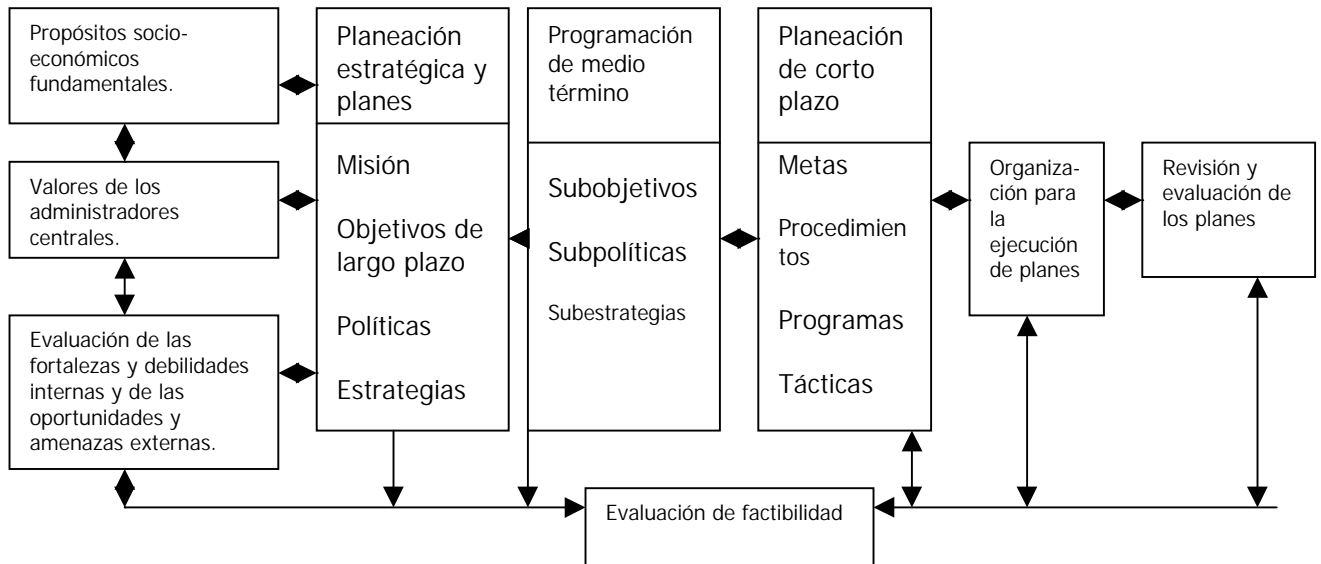 Propósitos socio-
económicos
fundamentales.
Valores de los
administradores
centrales.
Evaluación de las
fortalezas y debilidades
internas y de las
oportunidades y
amenazas externas.
Planeación
estratégica y
planes
Misión
Objetivos de
largo plazo
Políticas
Estrategias
Programación
de medio
término
Subobjetivos
Subpolíticas
Subestrategias
Planeación
de corto
plazo
Metas
Procedimien
tos
Programas
Tácticas
Organiza-
ción para
la
ejecución
de planes
Revisión y
evaluación de
los planes
Evaluación de factibilidad